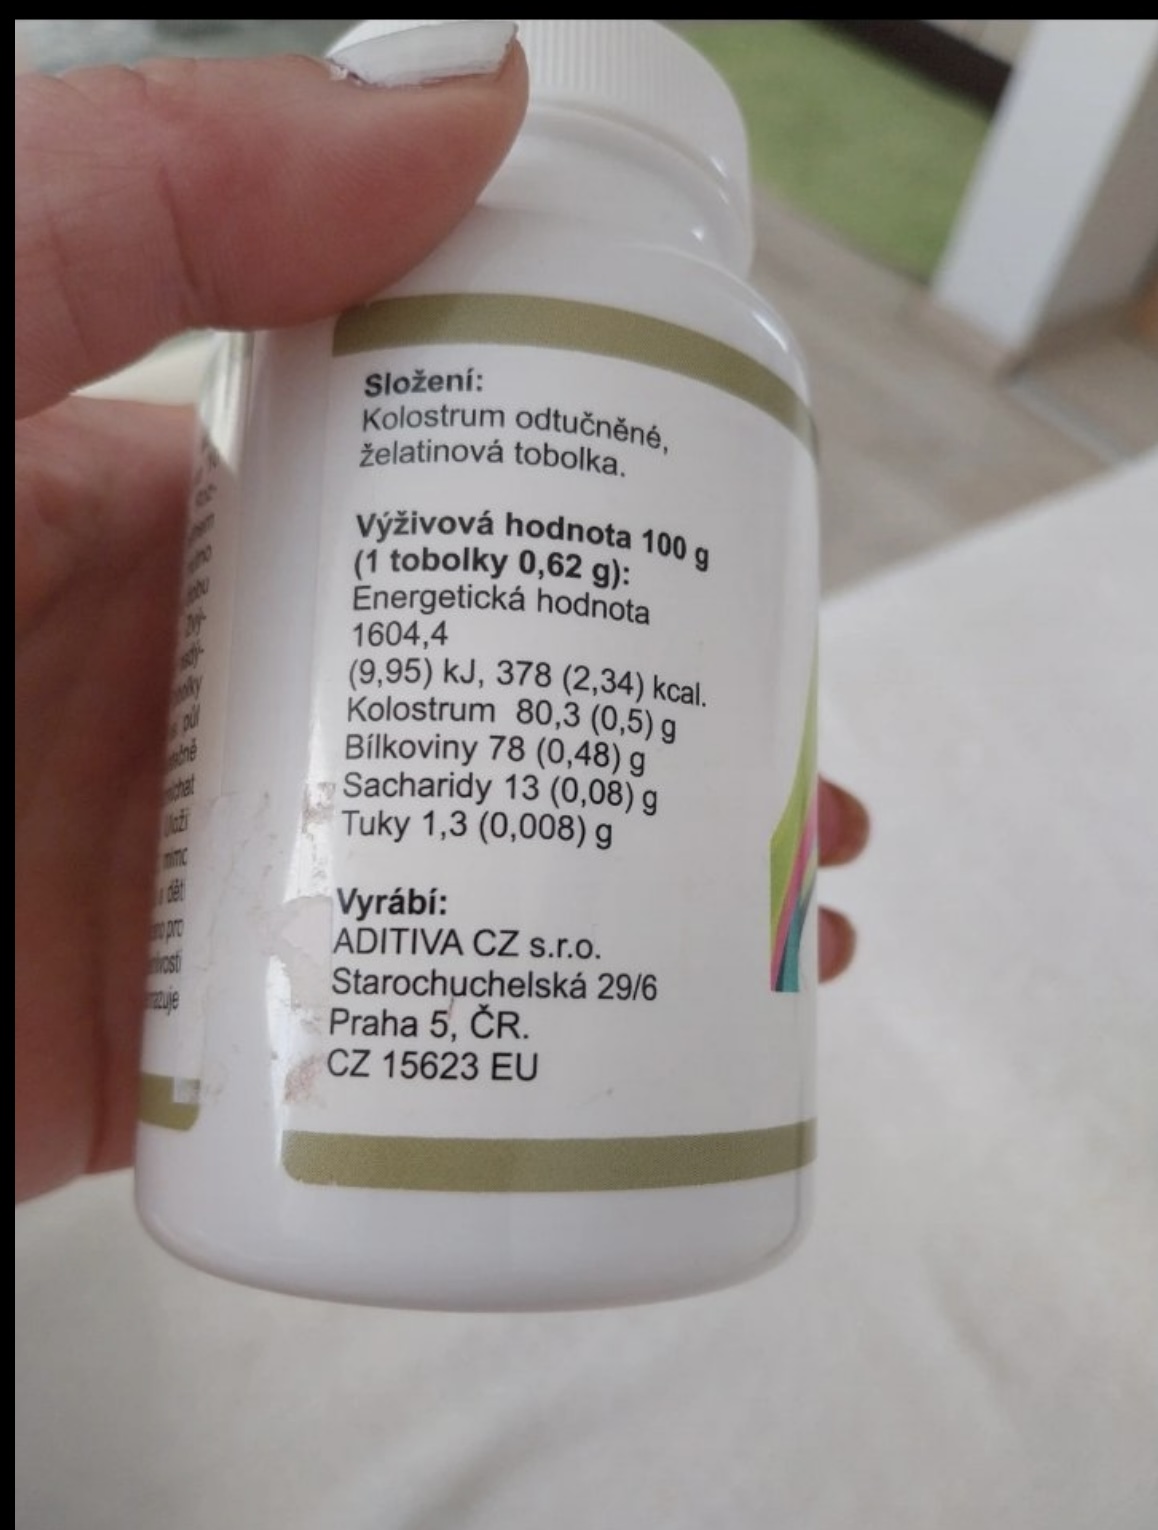 Složení:
Kolostrum odtučněné,
želatinová tobolka.
Výživová hodnota 100 g
(1 tobolky 0,62 g):
Energetická hodnota
1604,4
(9,95) kJ, 378 (2,34) kcal.
Kolostrum 80,3 (0,5) g
Bílkoviny 78 (0,48) g
Sacharidy 13 (0,08) g
Tuky 1,3 (0,008) g
Vyrábí:
ADITIVA CZ s.r.o.
Starochuchelská 29/6
Praha 5, ČR.
CZ 15623 EU